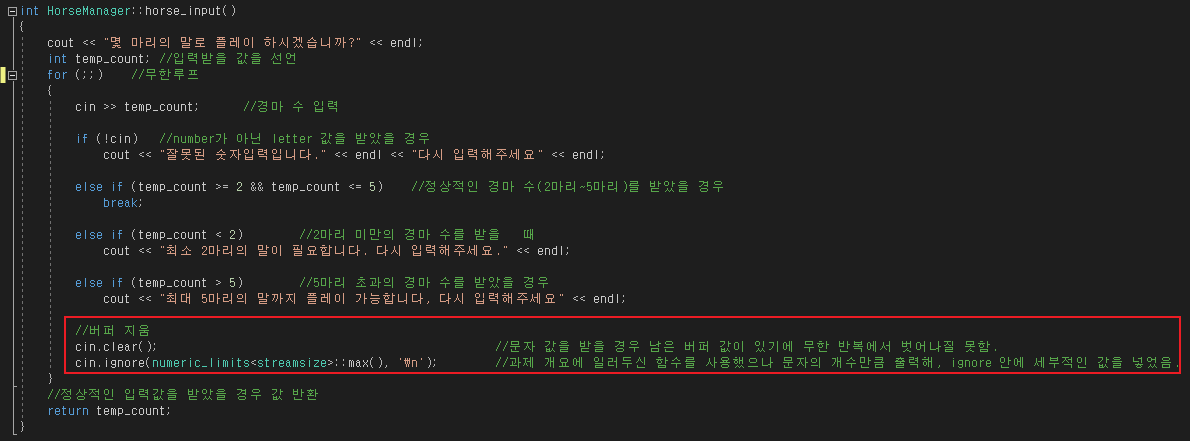 int HorseManager::horse_input()
{
cout << "몇 마리의 말로 플레이 하시겠습니까?" << endl;
int temp_count; //입력받을 값을 선언
for (;;) //무한루프
{
cin >> temp_count; //경마 수 입력
if (!cin) //number가 아닌 letter 값을 받았을 경우
cout << "잘못된 숫자입력입니다." << endl << "다시 입력해주세요" << endl;
else if (temp_count >= 2 && temp_count <= 5) //정상적인 경마 수(2마리~5마리)를 받았을 경우
break;
else if (temp_count < 2) //2마리 미만의 경마 수를 받을 때
cout << "최소 2마리의 말이 필요합니다. 다시 입력해주세요." << endl;
else if (temp_count > 5) //5마리 초과의 경마 수를 받았을 경우
cout << "최대 5마리의 말까지 플레이 가능합니다, 다시 입력해주세요" << endl;
//버퍼 지움
cin.clear(); //문자 값을 받을 경우 남은 버퍼 값이 있기에 무한 반복에서 벗어나질 못함.
cin.ignore(numeric_limits<streamsize>::max(), '₩n'); //과제 개요에 일러두신 함수를 사용했으나 문자의 개수만큼 출력해, ignore 안에 세부적인 값을 넣었음.
}
//정상적인 입력값을 받았을 경우 값 반환
return temp_count;
}